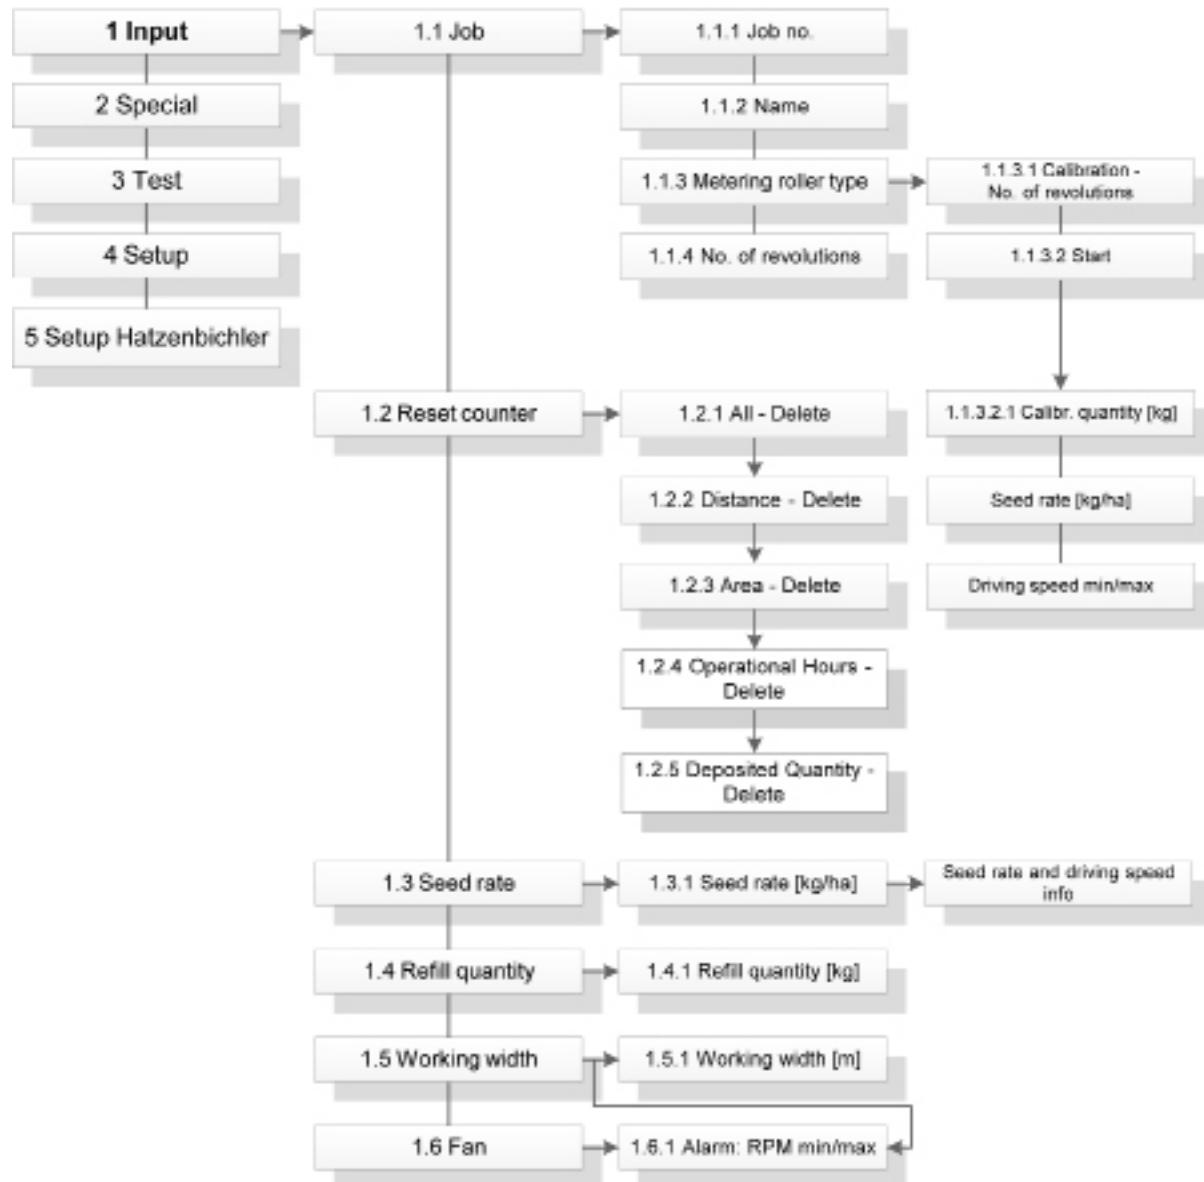 1 Input
1.1 Job
1.1.1 Job no.
2 Special
1.1.2 Name
3 Test
1.1.3 Metering roller type
1.1.3.1 Calibration -
No. of revolutions
4 Setup
1.1.4 No. of revolutions
1.1.3.2 Start
5 Setup Hatzenbichler
1.2 Reset counter
1.2.1 All - Delete
1.1.3.2.1 Calibr. quantity [kg]
1.2.2 Distance - Delete
Seed rate [kg/ha]
1.2.3 Area - Delete
Driving speed min/max
1.2.4 Operational Hours -
Delete
1.2.5 Deposited Quantity -
Delete
1.3 Seed rate
1.3.1 Seed rate [kg/ha]
Seed rate and driving speed
info
1.4 Refill quantity
1.4.1 Refill quantity [kg]
1.5 Working width
1.5.1 Working width [m]
1.6 Fan
1.6.1 Alarm: RPM min/max